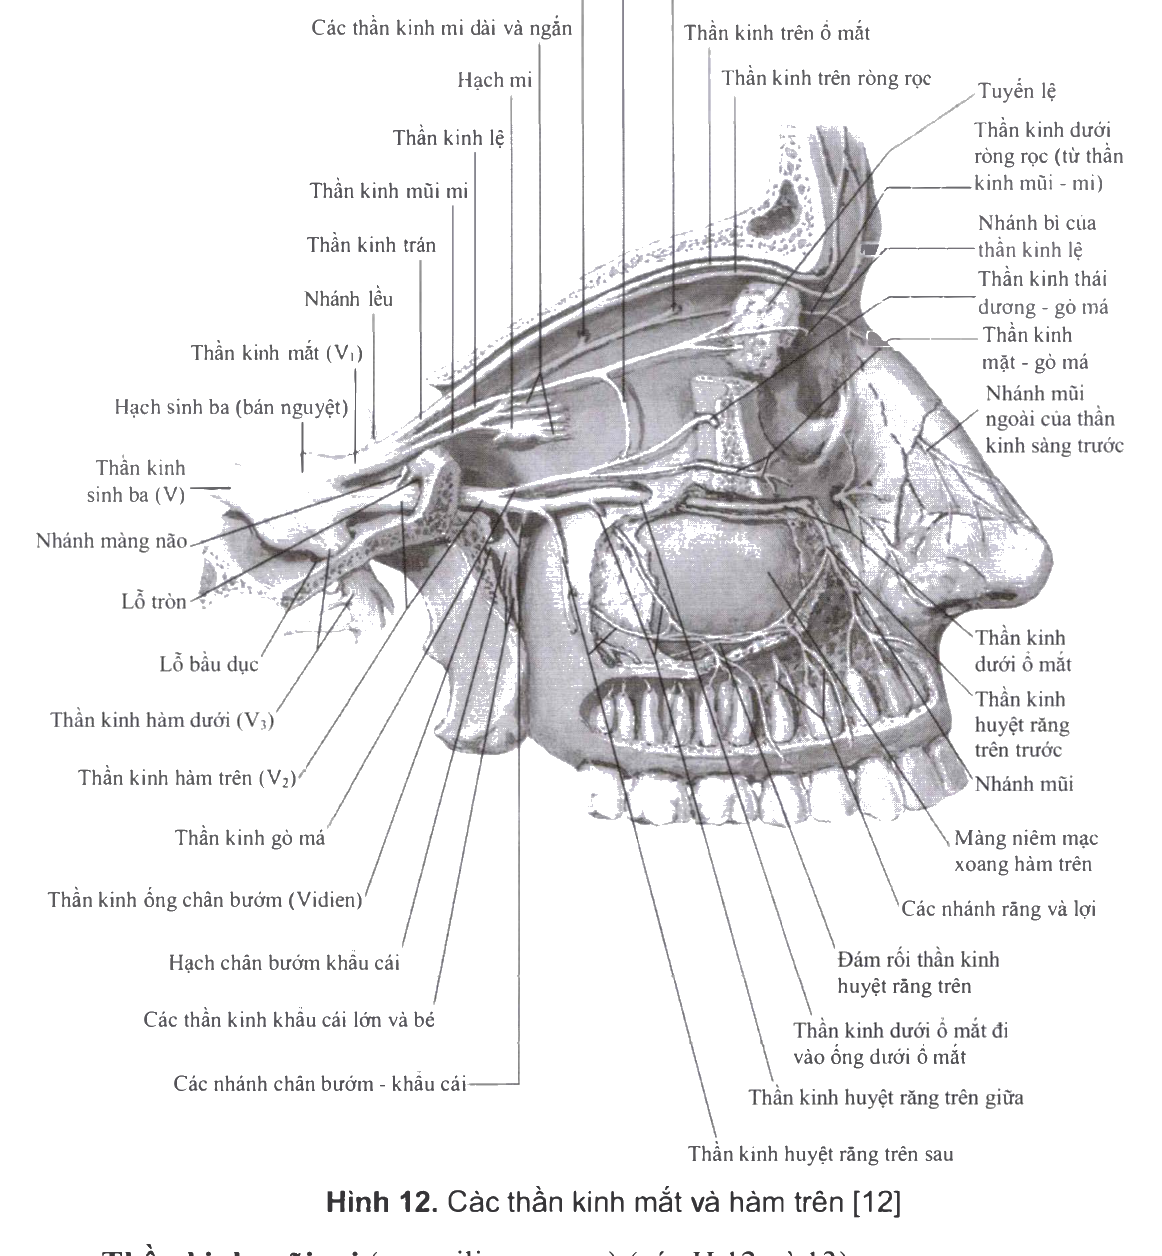 Các thần kinh mi dài và ngắn
Thần kinh trên ổ mắt
Hạch mi
Thần kinh trên ròng rọc
Tuyến lệ
Thần kinh lệ
Thần kinh dưới
ròng rọc (từ thần
kinh mũi - mi)
Thần kinh mũi mi
Nhánh bì của
thần kinh lệ
Thần kinh trán
Thần kinh thái
dương - gò má
Nhánh lều
Thần kinh
mặt - gò má
Thần kinh mắt (V₁)
Nhánh mũi
ngoài của thần
kinh sàng trước
Hạch sinh ba (bán nguyệt)
Thần kinh
sinh ba (V)
Nhánh màng não
Lỗ tròn
Lỗ bầu dục
Thần kinh hàm dưới (V₃)
Thần kinh hàm trên (V₂)
Thần kinh gò má
Thần kinh ống chân bướm (Vidien)
Hạch chân bướm khẩu cái
Các thần kinh khẩu cái lớn và bé
Các nhánh chân bướm - khẩu cái
Thần kinh
dưới ổ mắt
Thần kinh
huyệt răng
trên trước
Nhánh mũi
Màng niêm mạc
xoang hàm trên
Các nhánh răng và lợi
Đám rối thần kinh
huyệt răng trên
Thần kinh dưới ổ mắt đi
vào ống dưới ổ mắt
Thần kinh huyệt răng trên giữa
Thần kinh huyệt răng trên sau
Hình 12. Các thần kinh mắt và hàm trên [12]